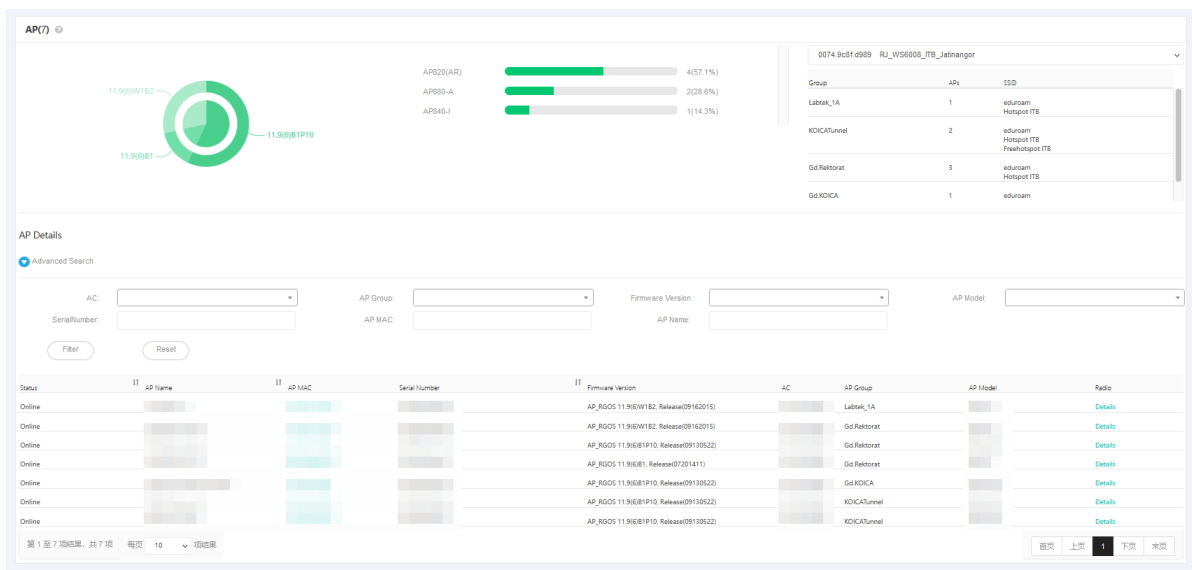 AP(7)
11.9(6)W1B2
11.9(6)B1P10
11.9(6)B1
AP820(AR) 4(57.1%)
AP880-A 2(28.6%)
AP840-I 1(14.3%)
0074.9c8f.d989 RJ_WS6008_ITB_Jatinangor
Group APs SSID
Labtek_1A 1 eduroam
Hotspot ITB
KOICATunnel 2 eduroam
Hotspot ITB
Freehotspot ITB
Gd.Rektorat 3 eduroam
Hotspot ITB
Gd.KOICA 1 eduroam
AP Details
Advanced Search
AC: AP Group: Firmware Version : AP Model:
SerialNumber: AP MAC: AP Name:
Filter Reset
Status AP Name AP MAC Serial Number Firmware Version AC AP Group AP Model Radio
Online AP_RGOS 11.9(6)W1B2, Release(09162015) Labtek_1A Details
Online AP_RGOS 11.9(6)W1B2, Release(09162015) Gd.Rektorat Details
Online AP_RGOS 11.9(6)B1P10, Release(09130522) Gd.Rektorat Details
Online AP_RGOS 11.9(6)B1, Release(07201411) Gd.Rektorat Details
Online AP_RGOS 11.9(6)B1P10, Release(09130522) Gd.KOICA Details
Online AP_RGOS 11.9(6)B1P10, Release(09130522) KOICATunnel Details
Online AP_RGOS 11.9(6)B1P10, Release(09130522) KOICATunnel Details
第 1 至 7 项结果, 共 7 项 每页 10 项结果 首页 上页 1 下页 末页